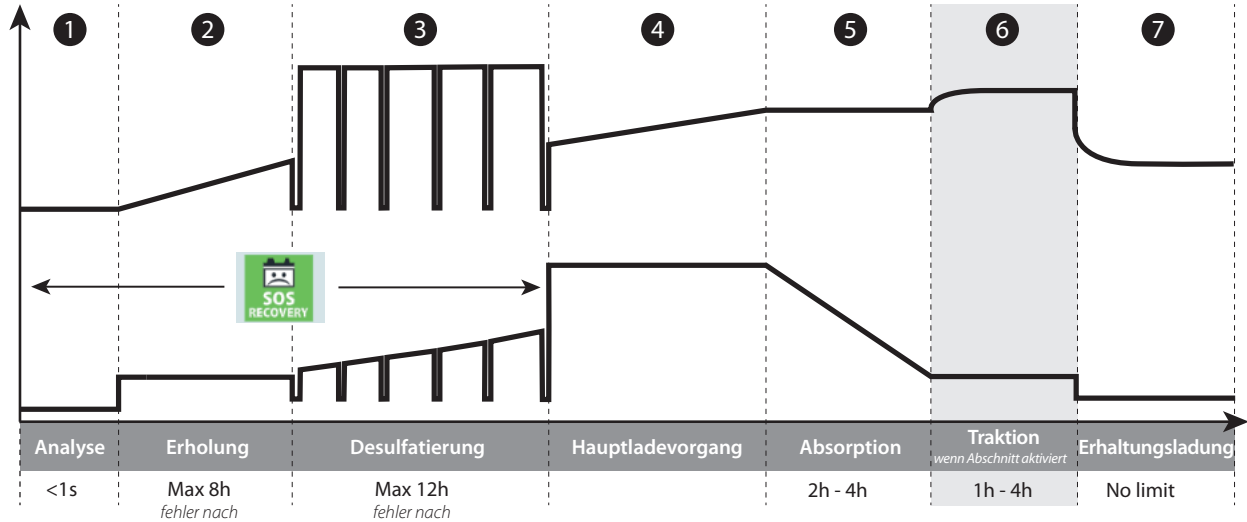 1 2 3 4 5 6 7
SOS
RECOVERY
Analyse Erholung Desulfatierung Hauptladevorgang Absorption Traktion Erhaltungsladung
wenn Abschnitt aktiviert
<1s Max 8h Max 12h 2h - 4h 1h - 4h No limit
fehler nach fehler nach